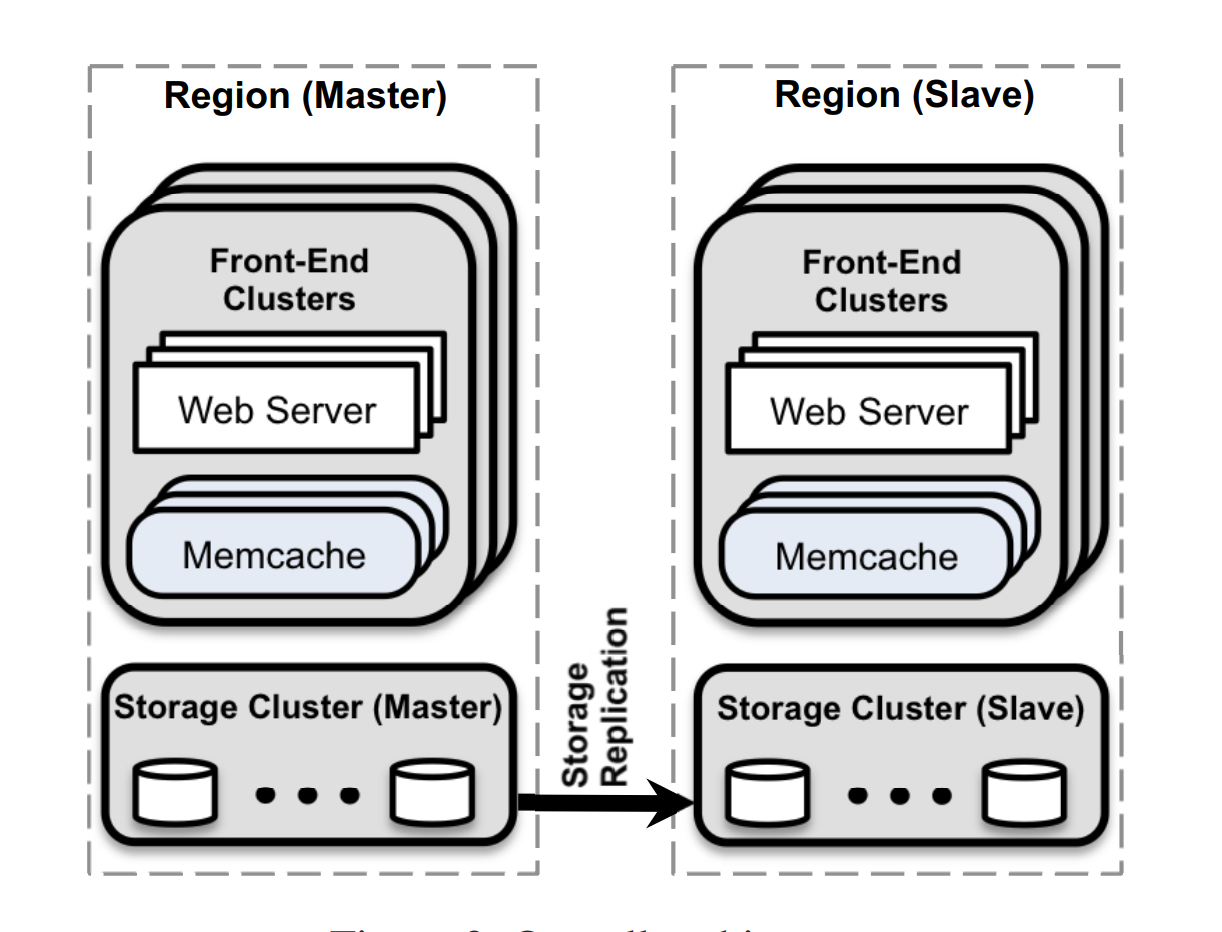 Region (Master)
Front-End
Clusters
Web Server
Memcache
Storage Cluster (Master)
Storage
Replication
Region (Slave)
Front-End
Clusters
Web Server
Memcache
Storage Cluster (Slave)